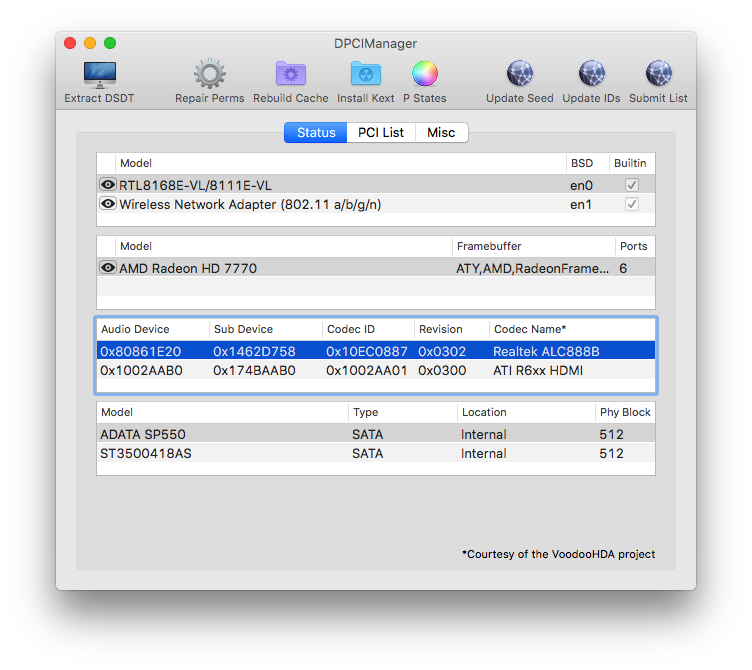 DPCIManager
Extract DSDT Repair Perms Rebuild Cache Install Kext P States Update Seed Update IDs Submit List
Status PCI List Misc
Model BSD Builtin
RTL8168E-VL/8111E-VL en0
Wireless Network Adapter (802.11 a/b/g/n) en1
Model Framebuffer Ports
AMD Radeon HD 7770 ATY,AMD,RadeonFrame... 6
Audio Device Sub Device Codec ID Revision Codec Name*
0x80861E20 0x1462D758 0x10EC0887 0x0302 Realtek ALC888B
0x1002AAB0 0x174BAAB0 0x1002AA01 0x0300 ATI R6xx HDMI
Model Type Location Phy Block
ADATA SP550 SATA Internal 512
ST3500418AS SATA Internal 512
*Courtesy of the VoodooHDA project